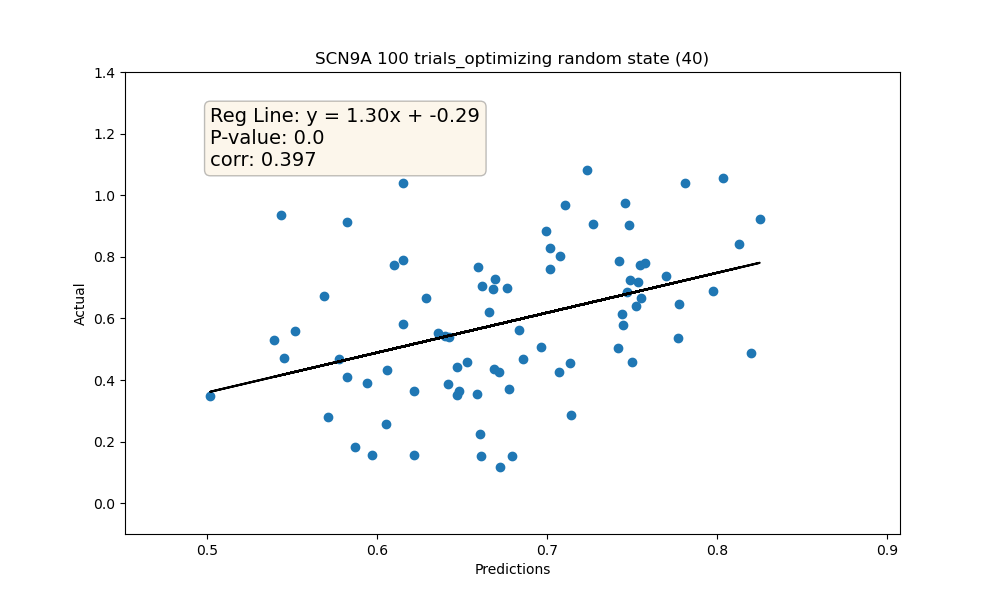 SCN9A 100 trials_optimizing random state (40)
Reg Line: y = 1.30x + -0.29
P-value: 0.0
corr: 0.397
Actual
1.4
1.2
1.0
0.8
0.6
0.4
0.2
0.0
0.5 0.6 0.7 0.8 0.9
Predictions